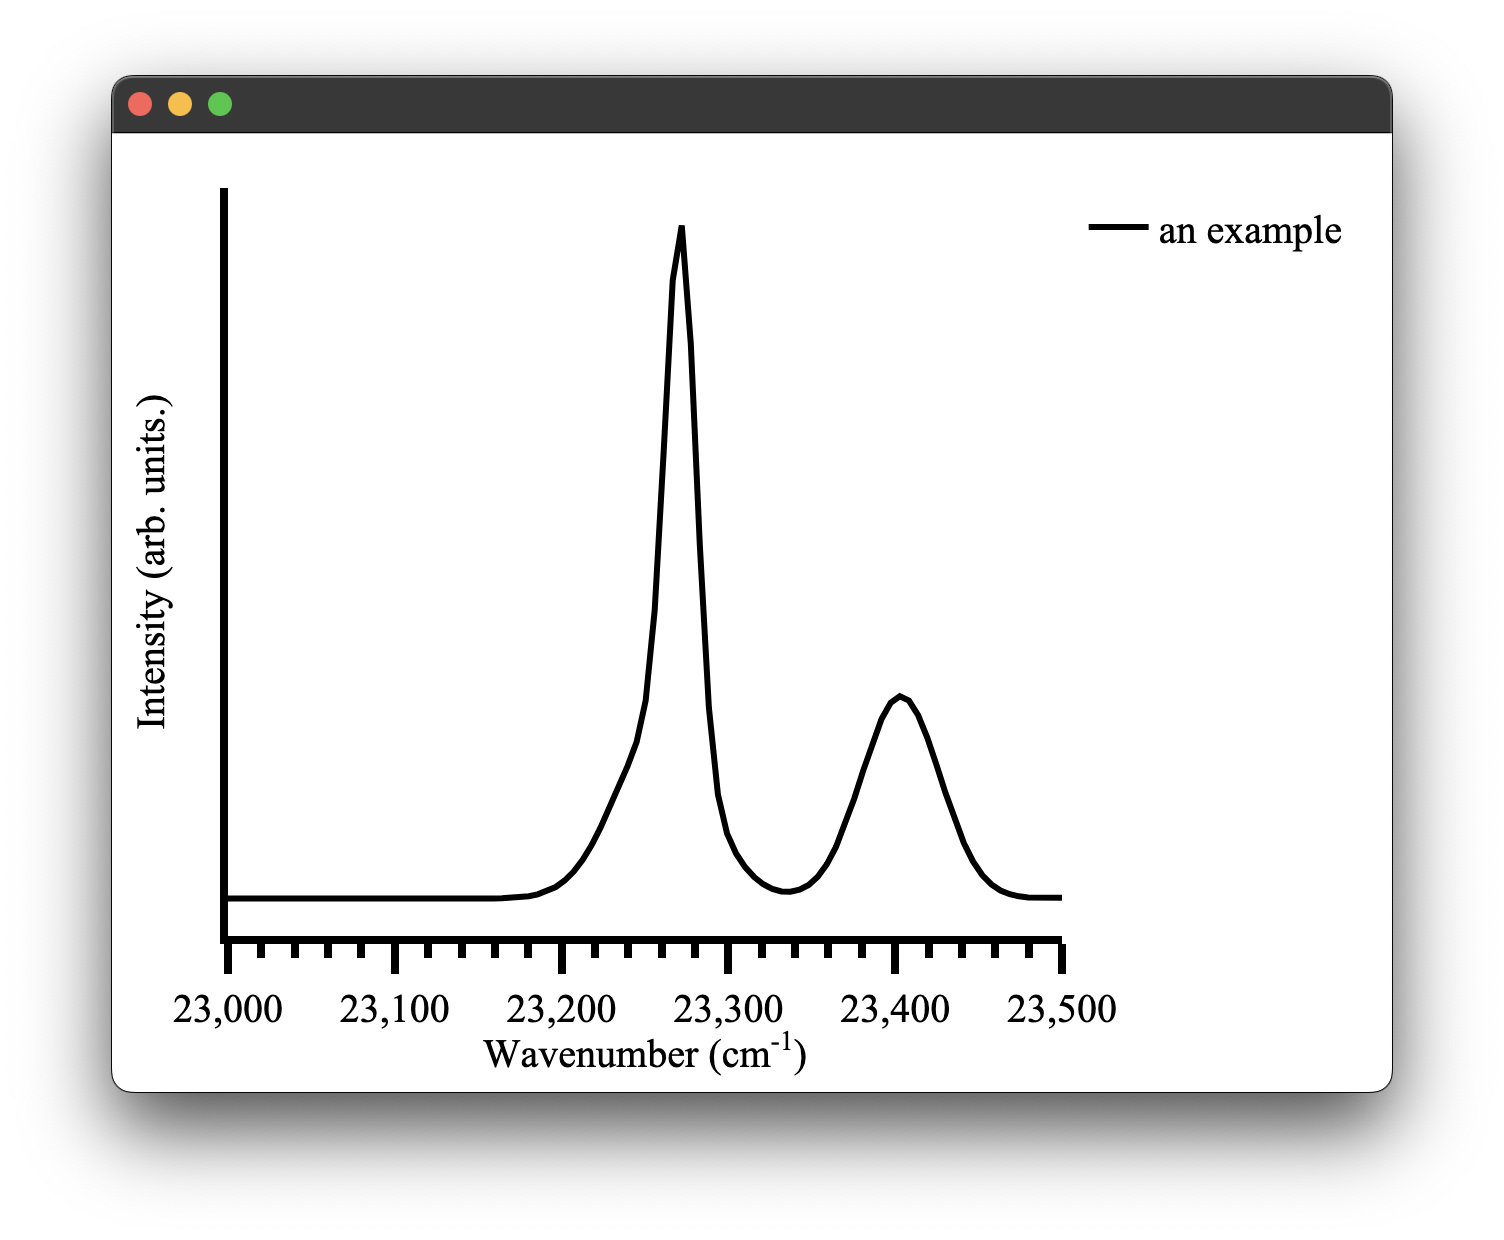 an example
Intensity (arb. units.)
23,000 23,100 23,200 23,300 23,400 23,500
Wavenumber (cm⁻¹)